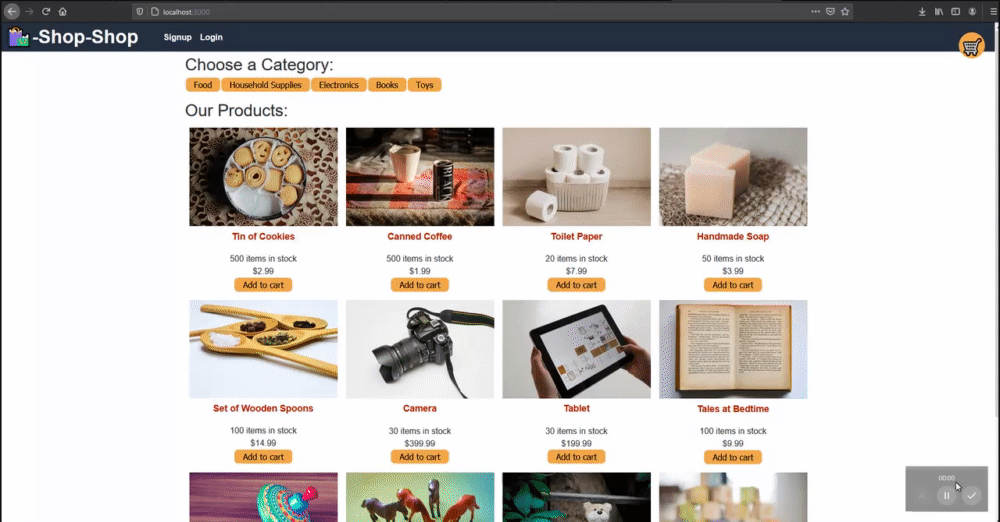 localhost:3000
-Shop-Shop
Signup Login
Choose a Category:
Food Household Supplies Electronics Books Toys
Our Products:
Tin of Cookies Canned Coffee Toilet Paper Handmade Soap
500 items in stock 500 items in stock 20 items in stock 50 items in stock
$2.99 $1.99 $7.99 $3.99
Add to cart Add to cart Add to cart Add to cart
Set of Wooden Spoons Camera Tablet Tales at Bedtime
100 items in stock 30 items in stock 30 items in stock 100 items in stock
$14.99 $399.99 $199.99 $9.99
Add to cart Add to cart Add to cart Add to cart
00:00